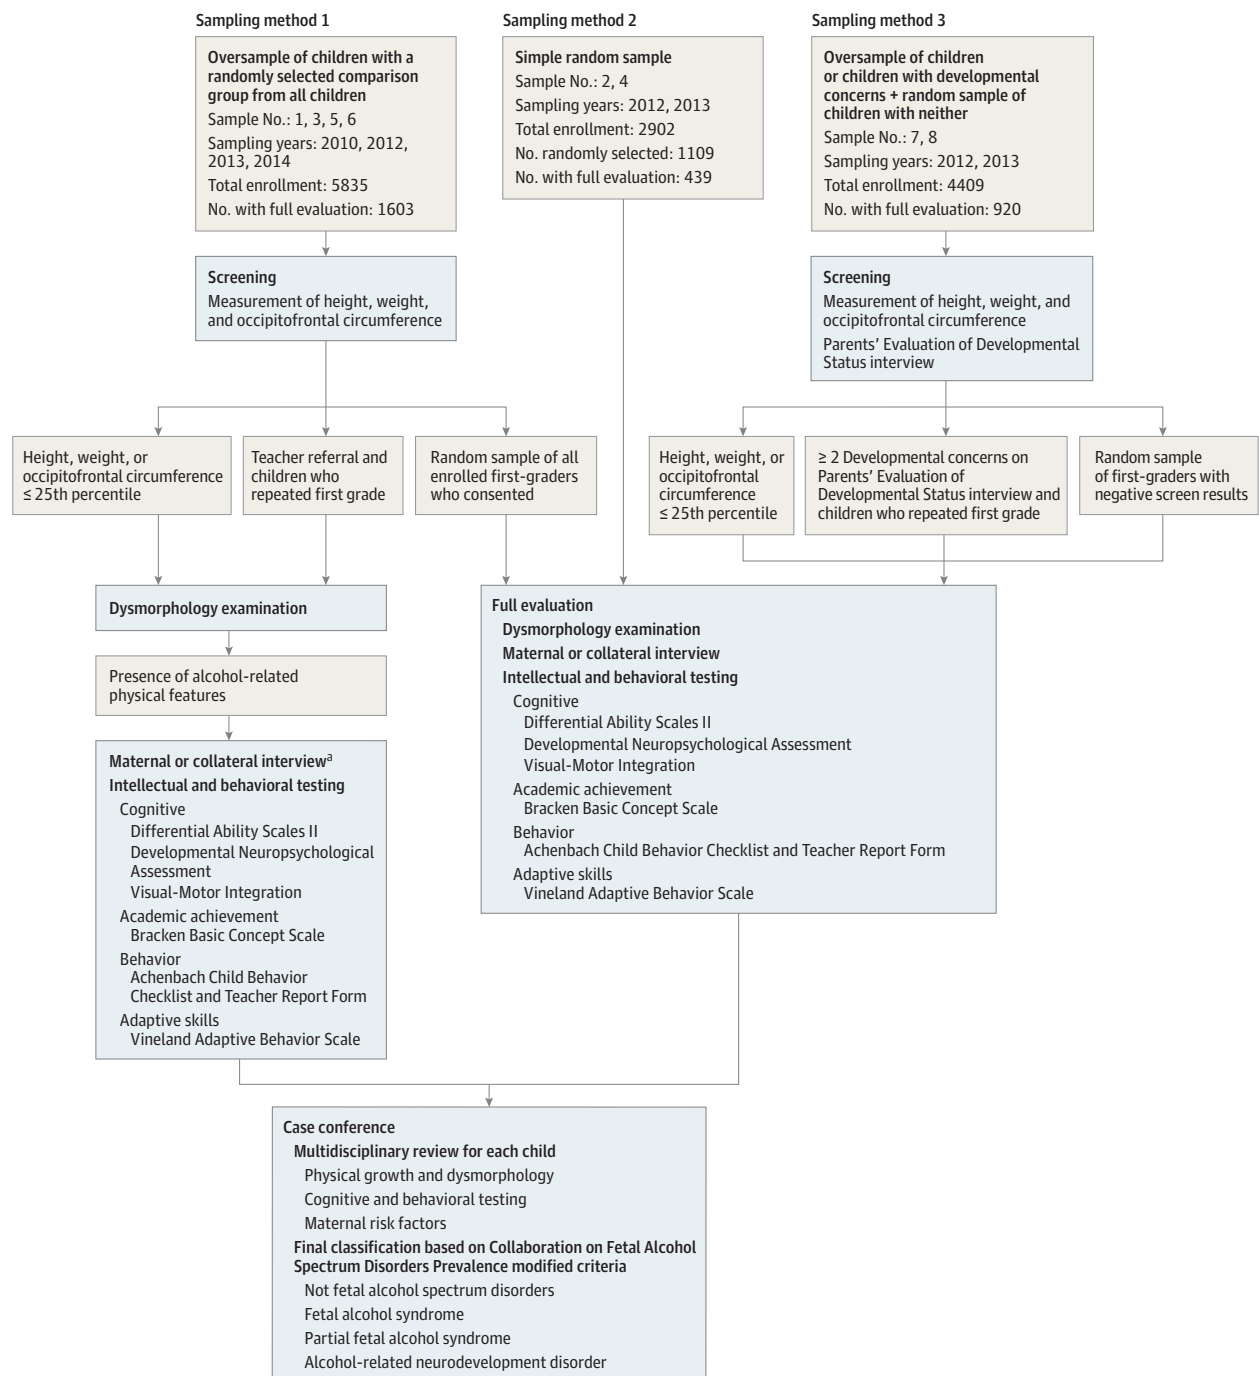 Sampling method 1
Oversample of children with a
randomly selected comparison
group from all children
Sample No.: 1, 3, 5, 6
Sampling years: 2010, 2012,
2013, 2014
Total enrollment: 5835
No. with full evaluation: 1603
Sampling method 2
Simple random sample
Sample No.: 2, 4
Sampling years: 2012, 2013
Total enrollment: 2902
No. randomly selected: 1109
No. with full evaluation: 439
Sampling method 3
Oversample of children
or children with developmental
concerns + random sample of
children with neither
Sample No.: 7, 8
Sampling years: 2012, 2013
Total enrollment: 4409
No. with full evaluation: 920
Screening
Measurement of height, weight,
and occipitofrontal circumference
Screening
Measurement of height, weight, and
occipitofrontal circumference
Parents' Evaluation of Developmental
Status interview
Height, weight, or
occipitofrontal circumference
≤ 25th percentile
Teacher referral and
children who
repeated first grade
Random sample of all
enrolled first-graders
who consented
Height, weight, or
occipitofrontal
circumference
≤ 25th percentile
≥ 2 Developmental concerns on
Parents' Evaluation of
Developmental Status interview and
children who repeated first grade
Random sample
of first-graders with
negative screen results
Dysmorphology examination
Presence of alcohol-related
physical features
Maternal or collateral interviewᵃ
Intellectual and behavioral testing
Cognitive
Differential Ability Scales II
Developmental Neuropsychological
Assessment
Visual-Motor Integration
Academic achievement
Bracken Basic Concept Scale
Behavior
Achenbach Child Behavior
Checklist and Teacher Report Form
Adaptive skills
Vineland Adaptive Behavior Scale
Full evaluation
Dysmorphology examination
Maternal or collateral interview
Intellectual and behavioral testing
Cognitive
Differential Ability Scales II
Developmental Neuropsychological Assessment
Visual-Motor Integration
Academic achievement
Bracken Basic Concept Scale
Behavior
Achenbach Child Behavior Checklist and Teacher Report Form
Adaptive skills
Vineland Adaptive Behavior Scale
Case conference
Multidisciplinary review for each child
Physical growth and dysmorphology
Cognitive and behavioral testing
Maternal risk factors
Final classification based on Collaboration on Fetal Alcohol
Spectrum Disorders Prevalence modified criteria
Not fetal alcohol spectrum disorders
Fetal alcohol syndrome
Partial fetal alcohol syndrome
Alcohol-related neurodevelopment disorder